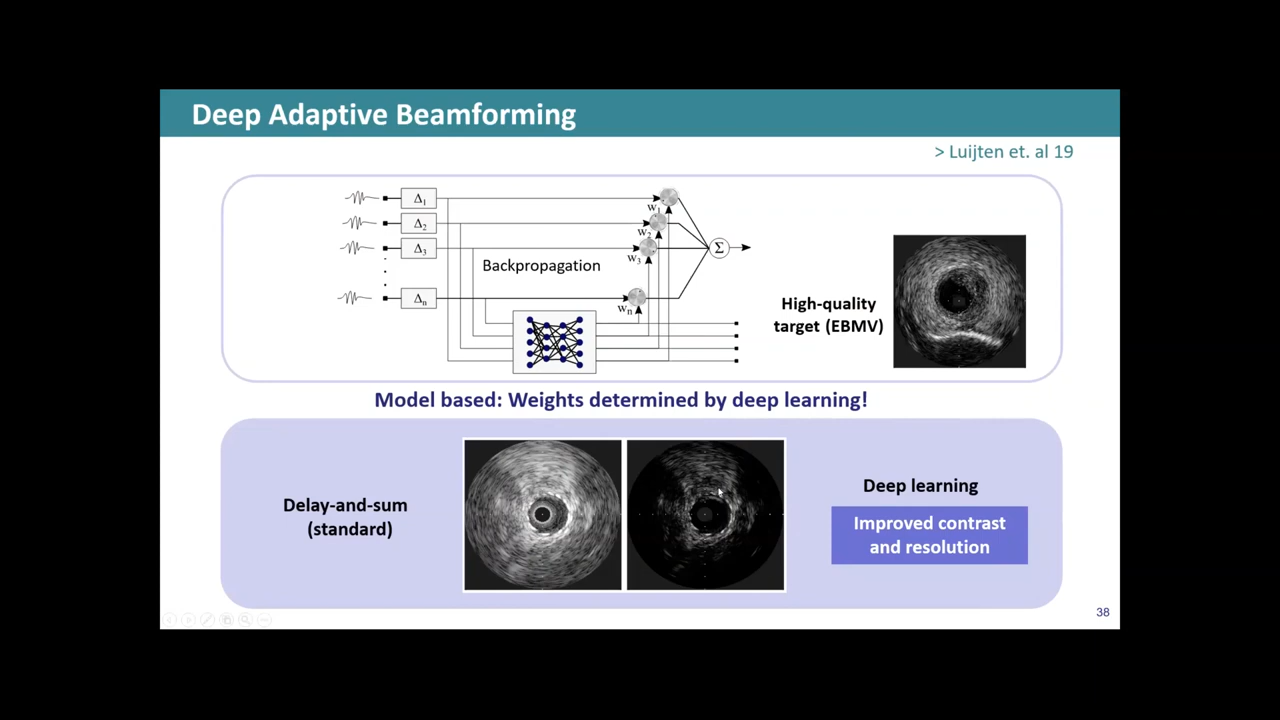 Deep Adaptive Beamforming
> Luijten et. al 19
Δ1
Δ2
Δ3
Δn
w1
w2
w3
wn
Σ
Backpropagation
High-quality
target (EBMV)
Model based: Weights determined by deep learning!
Delay-and-sum
(standard)
Deep learning
Improved contrast
and resolution
38